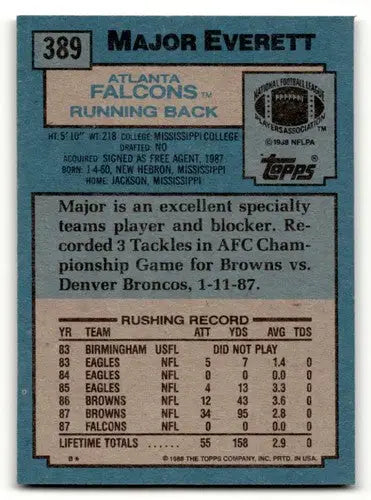 389
MAJOR EVERETT
ATLANTA
FALCONS™
RUNNING BACK
NATIONAL FOOTBALL LEAGUE
PLAYERS ASSOCIATION™
© 1988 NFLPA
TOPPS®
HT. 5'10" WT. 218 COLLEGE: MISSISSIPPI COLLEGE
DRAFTED: NO
ACQUIRED: SIGNED AS FREE AGENT, 1987
BORN: 1-4-60, NEW HEBRON, MISSISSIPPI
HOME: JACKSON, MISSISSIPPI
Major is an excellent specialty
teams player and blocker. Re-
corded 3 Tackles in AFC Cham-
pionship Game for Browns vs.
Denver Broncos, 1-11-87.
RUSHING RECORD
YR TEAM ATT YDS AVG TDS
83 BIRMINGHAM USFL DID NOT PLAY
83 EAGLES NFL 5 7 1.4 0
84 EAGLES NFL 0 0 0.0 0
85 EAGLES NFL 4 13 3.3 0
86 BROWNS NFL 12 43 3.6 0
87 BROWNS NFL 34 95 2.8 0
87 FALCONS NFL 0 0 0.0 0
LIFETIME TOTALS 55 158 2.9 0
B* © 1988 THE TOPPS COMPANY, INC. PRTD. IN U.S.A.